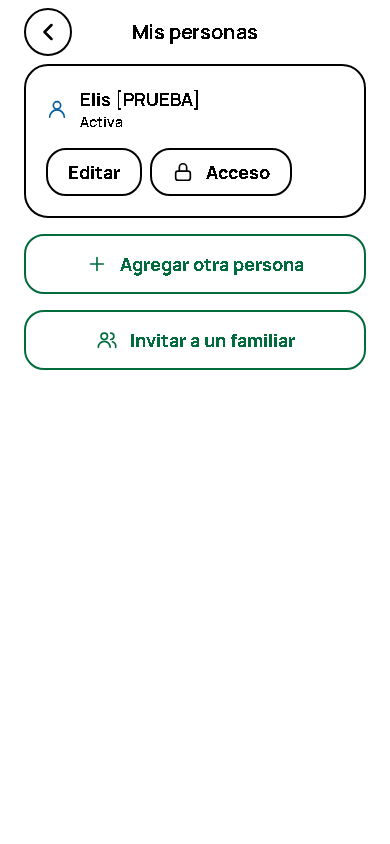 Mis personas
Elis [PRUEBA]
Activa
Editar
Acceso
Agregar otra persona
Invitar a un familiar